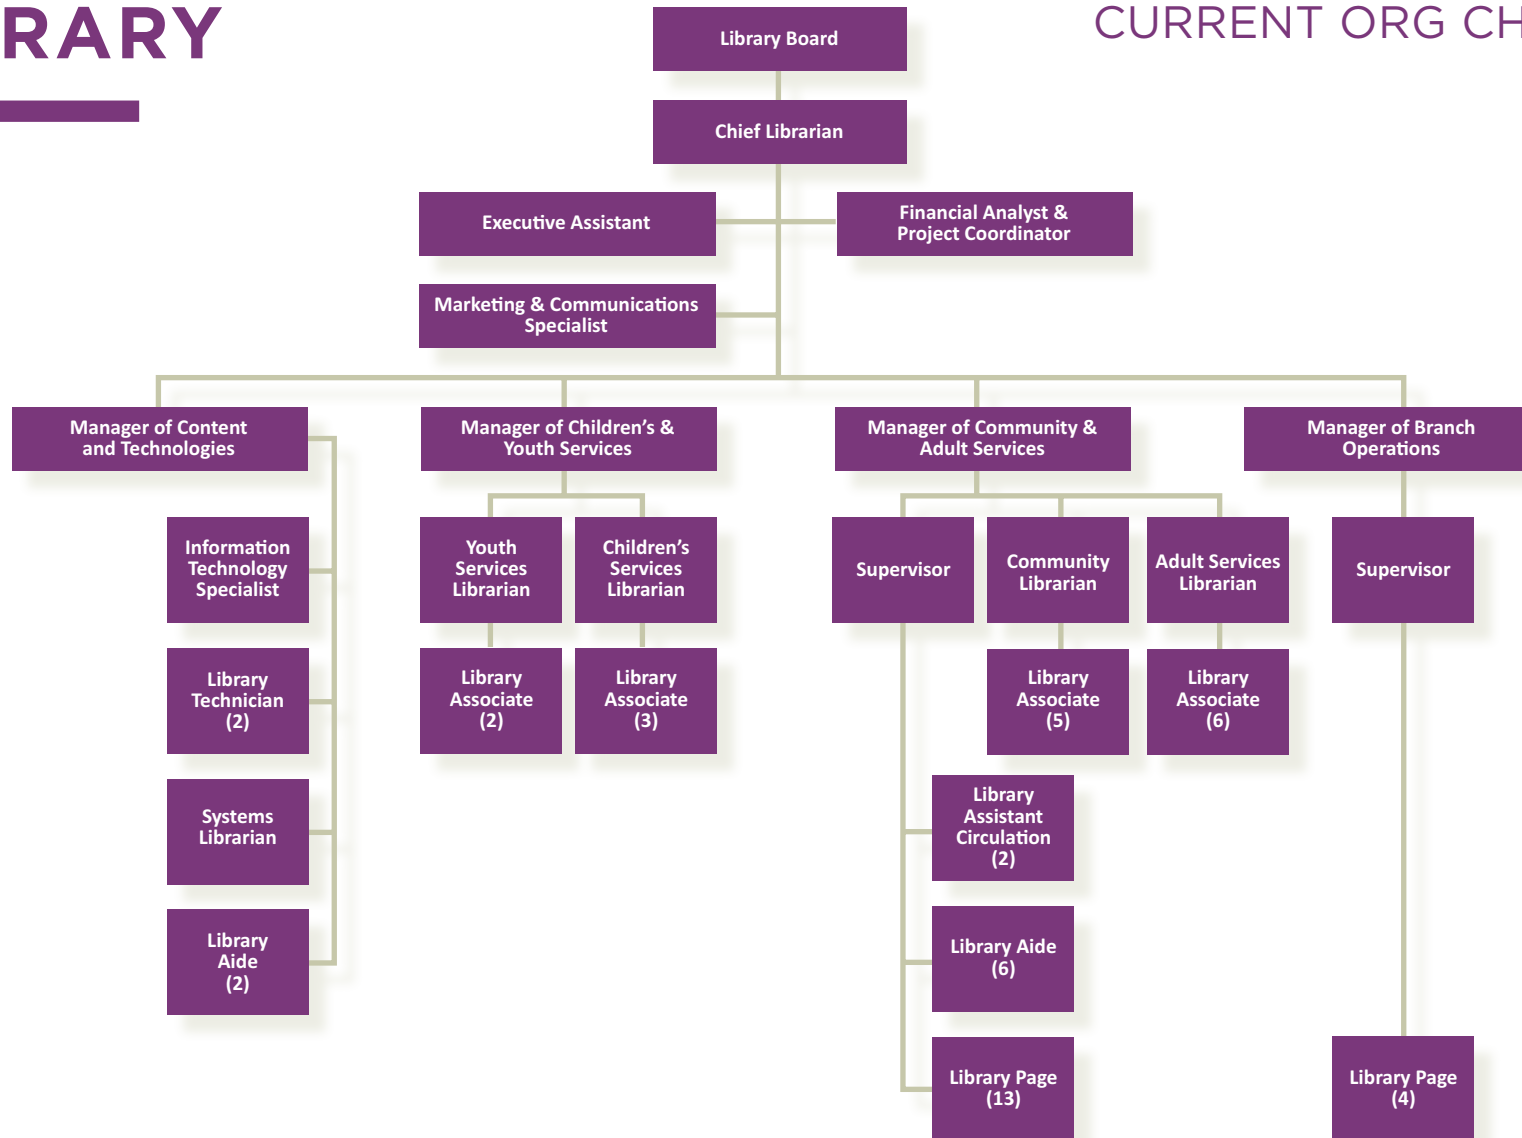 RARY
CURRENT ORG CH
Library Board
Chief Librarian
Executive Assistant
Financial Analyst &
Project Coordinator
Marketing & Communications
Specialist
Manager of Content
and Technologies
Manager of Children’s &
Youth Services
Manager of Community &
Adult Services
Manager of Branch
Operations
Information
Technology
Specialist
Youth
Services
Librarian
Children’s
Services
Librarian
Supervisor
Community
Librarian
Adult Services
Librarian
Supervisor
Library
Technician
(2)
Library
Associate
(2)
Library
Associate
(3)
Library
Associate
(5)
Library
Associate
(6)
Systems
Librarian
Library
Assistant
Circulation
(2)
Library
Aide
(2)
Library Aide
(6)
Library Page
(13)
Library Page
(4)